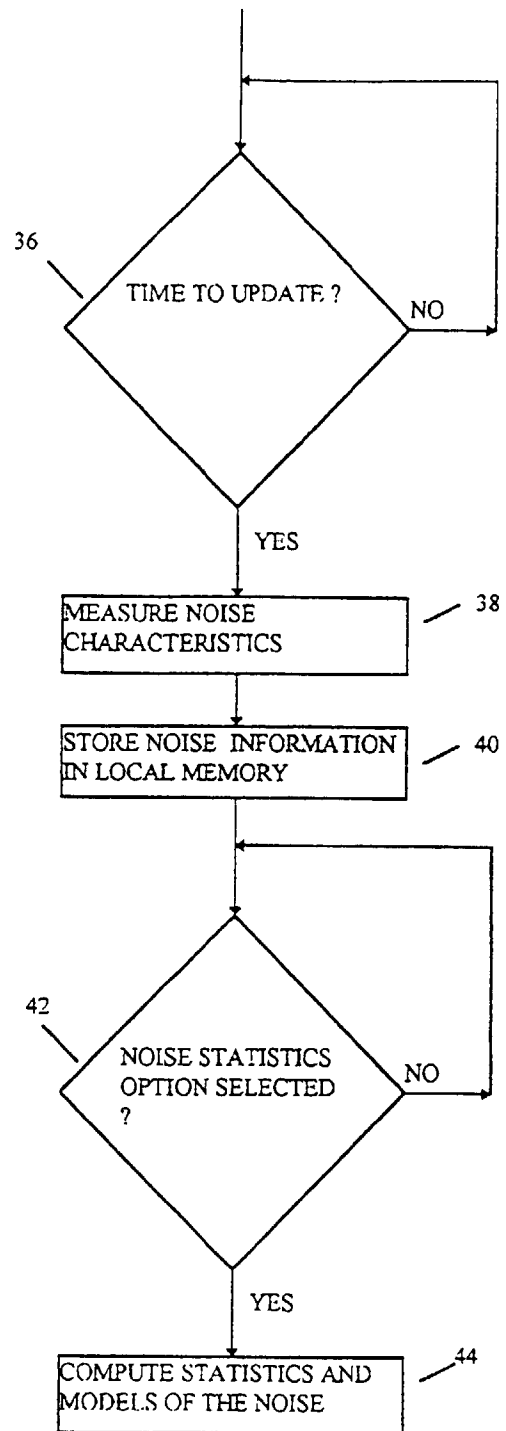 36
TIME TO UPDATE ?
NO
YES
MEASURE NOISE
CHARACTERISTICS
38
STORE NOISE INFORMATION
IN LOCAL MEMORY
40
42
NOISE STATISTICS
OPTION SELECTED
?
NO
YES
COMPUTE STATISTICS AND
MODELS OF THE NOISE
44